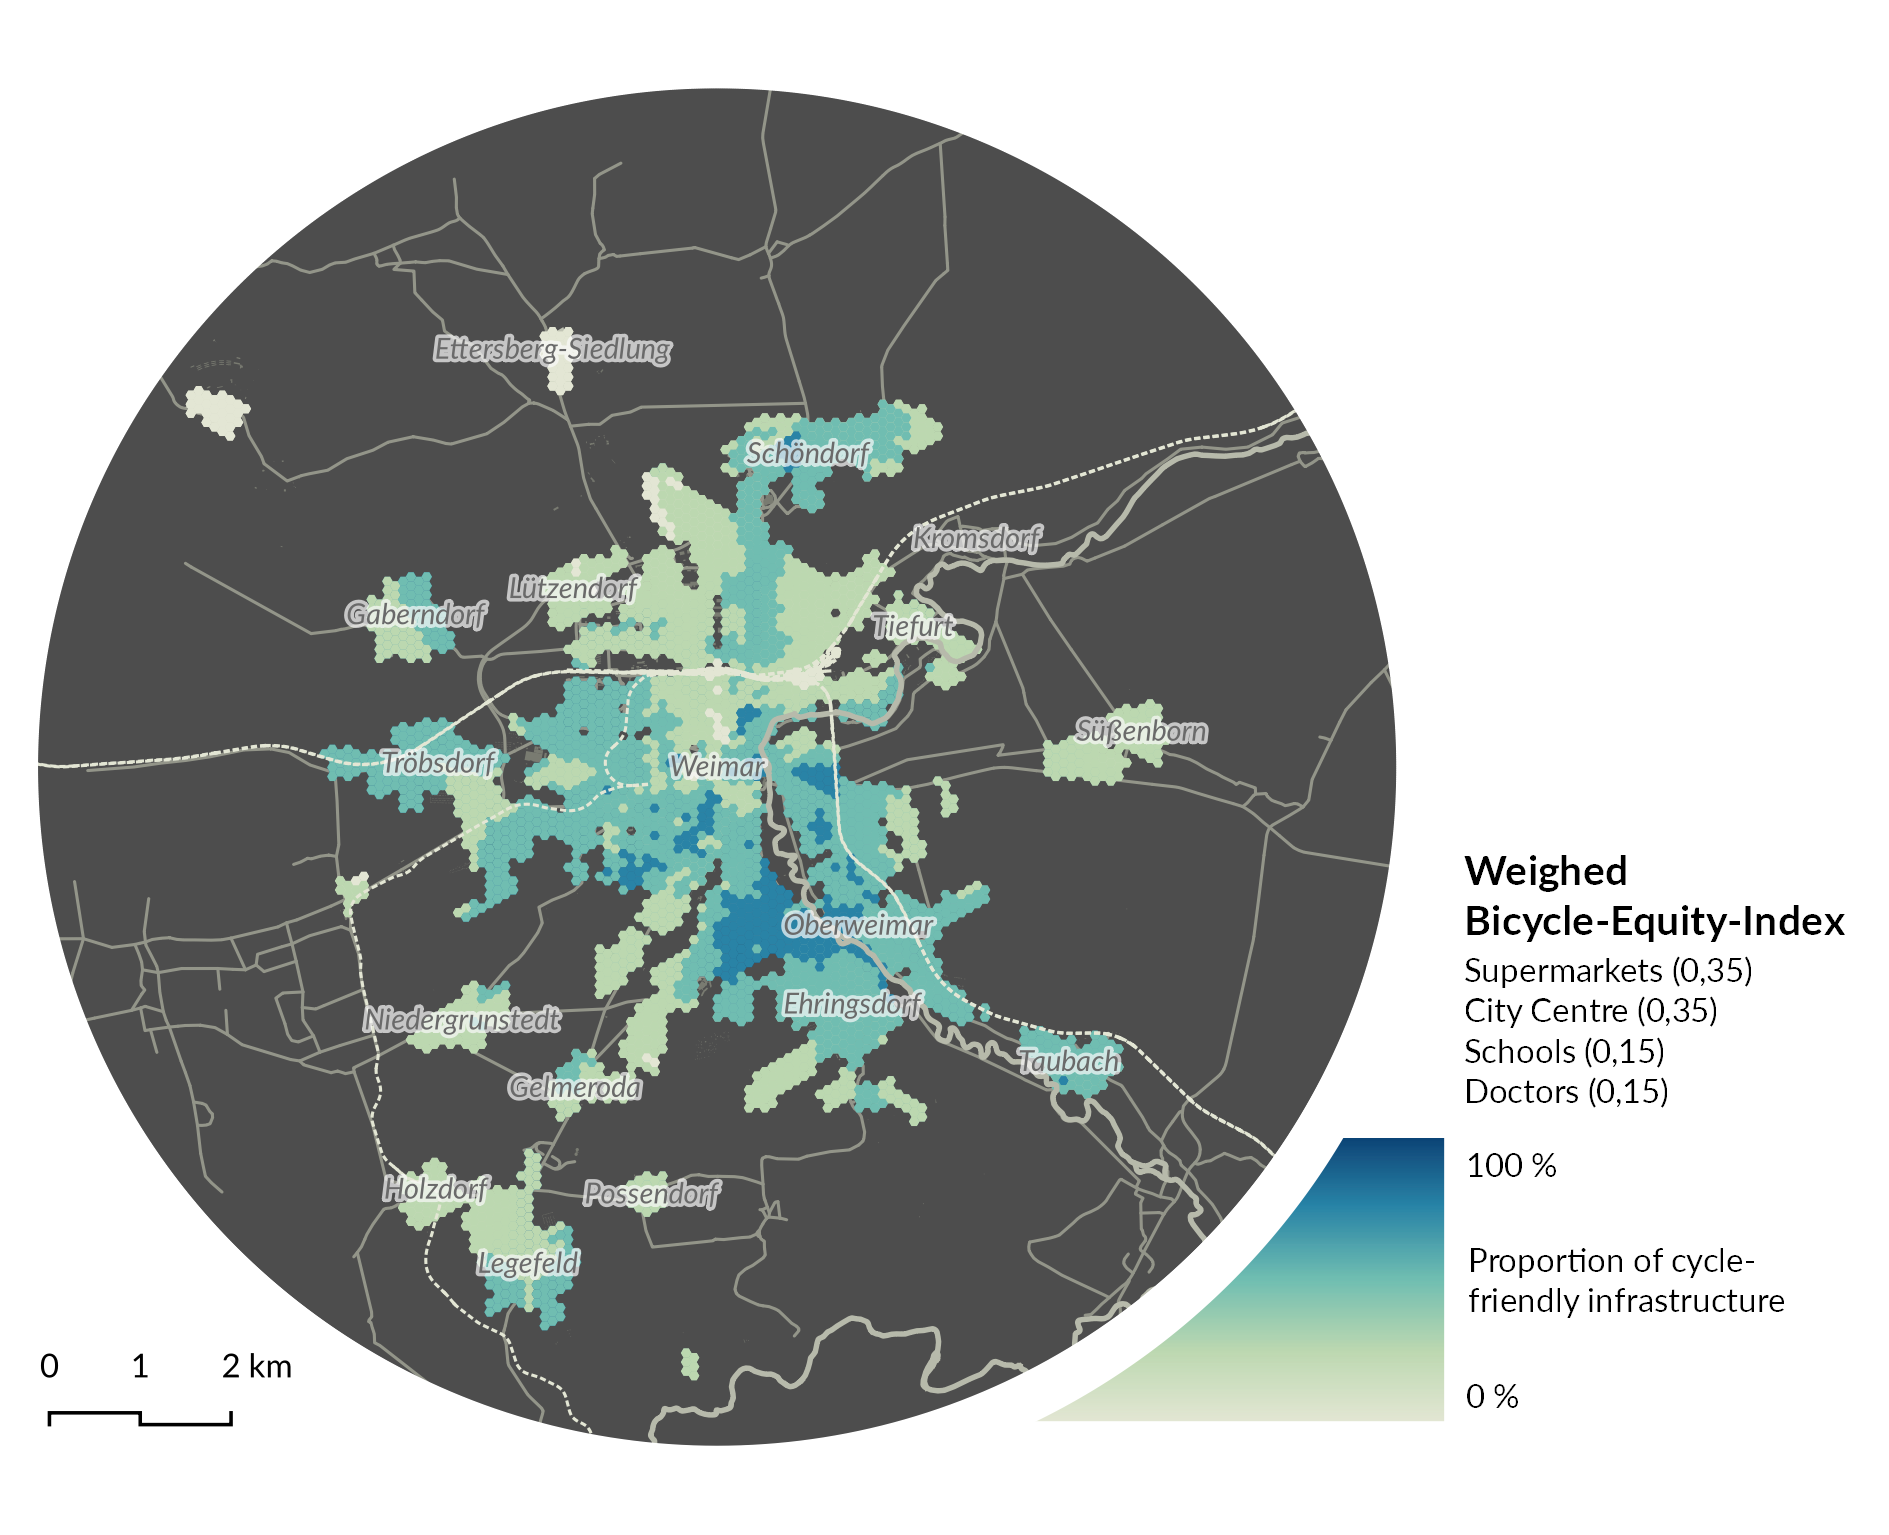 Ettersberg-Siedlung
Schöndorf
Kromsdorf
Lützendorf
Gaberndorf
Tiefurt
Süßenborn
Tröbsdorf
Weimar
Oberweimar
Ehringsdorf
Niedergrunstedt
Taubach
Gelmeroda
Holzdorf
Possendorf
Legefeld
Weighed
Bicycle-Equity-Index
Supermarkets (0,35)
City Centre (0,35)
Schools (0,15)
Doctors (0,15)
100 %
Proportion of cycle-
friendly infrastructure
0 %
0 1 2 km